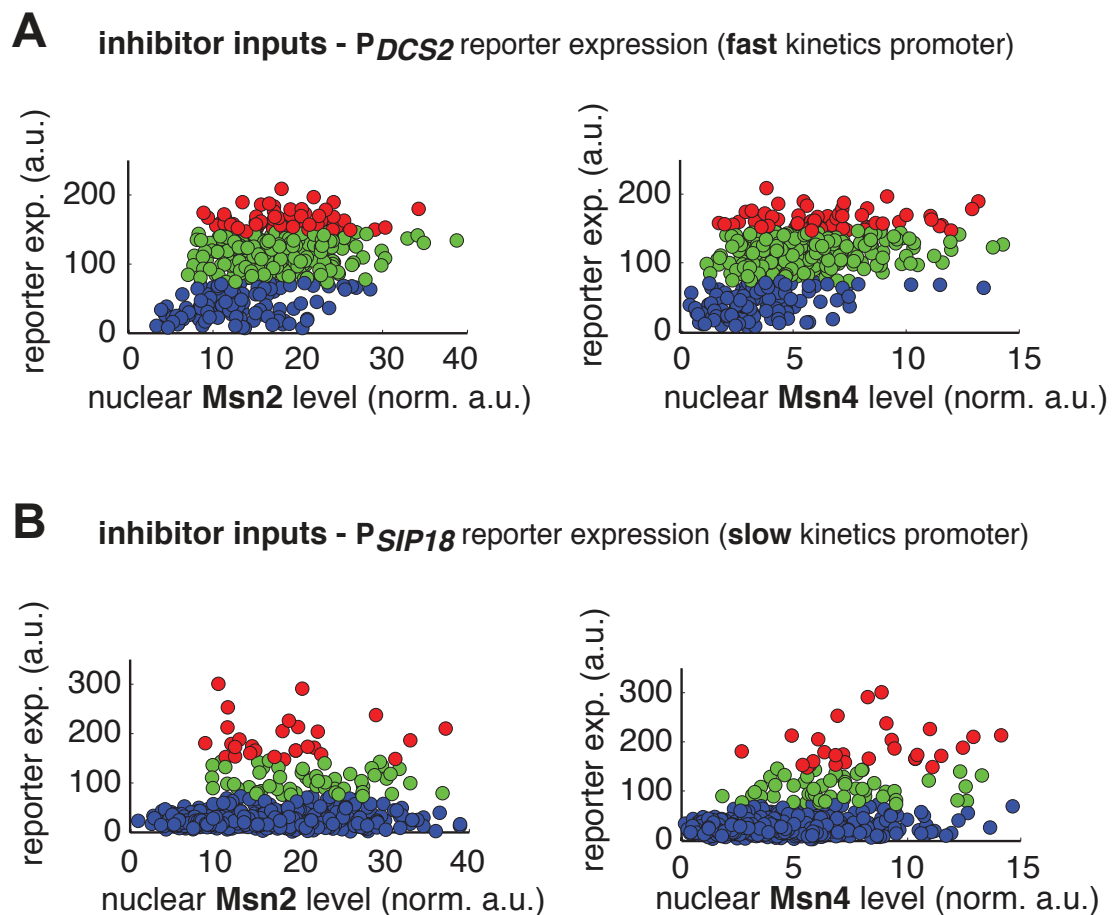 A
inhibitor inputs - PDCS2 reporter expression (fast kinetics promoter)
reporter exp. (a.u.)
200
100
0
0 10 20 30 40
nuclear Msn2 level (norm. a.u.)
reporter exp. (a.u.)
200
100
0
0 5 10 15
nuclear Msn4 level (norm. a.u.)
B
inhibitor inputs - PSIP18 reporter expression (slow kinetics promoter)
reporter exp. (a.u.)
300
200
100
0
0 10 20 30 40
nuclear Msn2 level (norm. a.u.)
reporter exp. (a.u.)
300
200
100
0
0 5 10 15
nuclear Msn4 level (norm. a.u.)